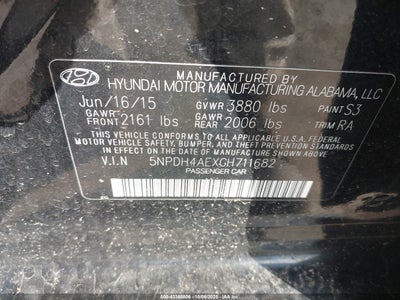 MANUFACTURED BY
HYUNDAI MOTOR MANUFACTURING ALABAMA, LLC
Jun/16/15 GVWR 3880 lbs PAINT S3
GAWR FRONT 2161 lbs GAWR REAR 2006 lbs TRIM RA
THIS VEHICLE CONFORMS TO ALL APPLICABLE U.S.A. FEDERAL
MOTOR VEHICLE SAFETY, BUMPER, AND THEFT PREVENTION
STANDARDS IN EFFECT ON THE DATE OF MANUFACTURE SHOWN ABOVE.
V.I.N 5NPDH4AEXGH711682
PASSENGER CAR